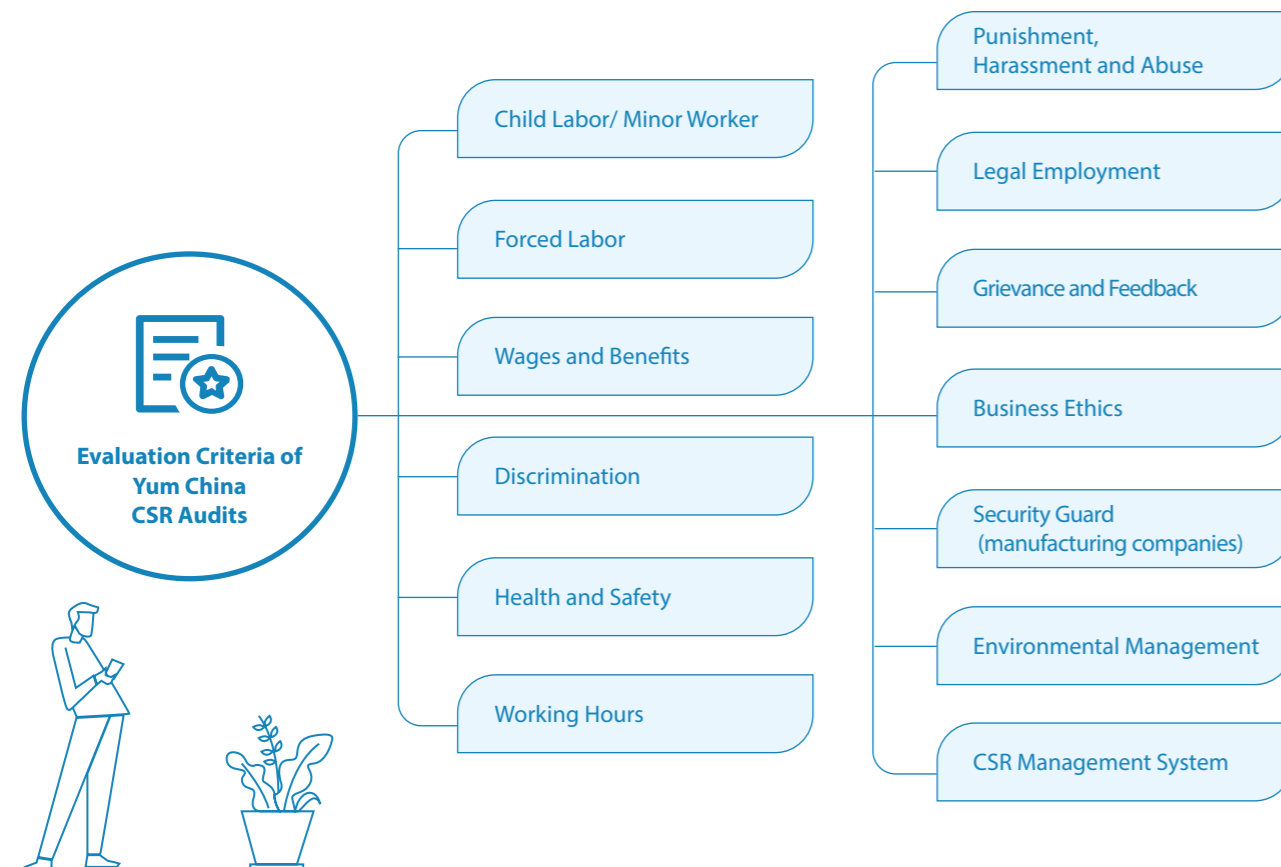 Evaluation Criteria of
Yum China
CSR Audits
Child Labor/ Minor Worker
Forced Labor
Wages and Benefits
Discrimination
Health and Safety
Working Hours
Punishment,
Harassment and Abuse
Legal Employment
Grievance and Feedback
Business Ethics
Security Guard
(manufacturing companies)
Environmental Management
CSR Management System